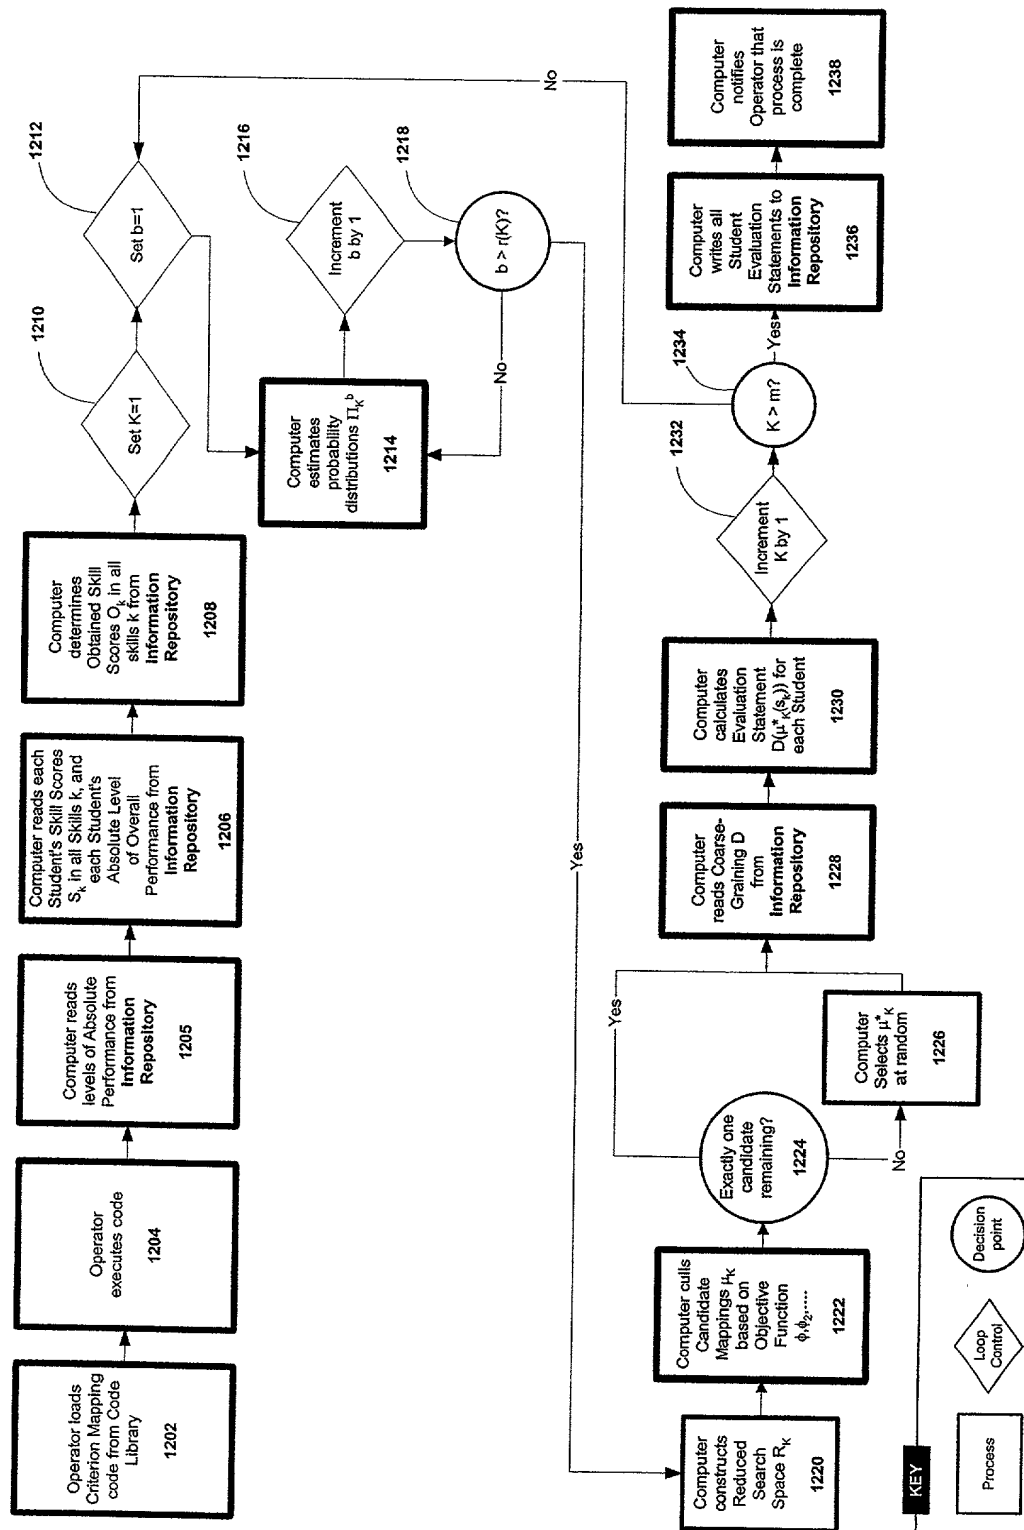 Operator loads
Criterion Mapping
code from Code
Library
1202
Operator
executes code
1204
Computer reads
levels of Absolute
Performance from
Information
Repository
1205
Computer reads each
Student's Skill Scores
S_k in all Skills k, and
each Student's
Absolute Level
of Overall
Performance from
Information
Repository
1206
Computer
determines
Obtained Skill
Scores O_k in all
skills k from
Information
Repository
1208
Set K=1
1210
Set b=1
1212
Computer
estimates
probability
distributions Π_K^b
1214
Increment
b by 1
1216
b > r(K)?
1218
No
Yes
Computer
constructs
Reduced
Search
Space R_K
1220
Computer culls
Candidate
Mappings μ_K
based on
Objective
Function
ϕ,ϕ_2,....
1222
Exactly one
candidate
remaining?
1224
Yes
No
Computer
Selects μ*_K
at random
1226
Computer
reads Coarse-
Graining D
from
Information
Repository
1228
Computer
calculates
Evaluation
Statement
D(μ*_K(s_k)) for
each Student
1230
Increment
K by 1
1232
K > m?
1234
No
Yes
Computer
writes all
Student
Evaluation
Statements to
Information
Repository
1236
Computer
notifies
Operator that
process is
complete
1238
KEY
Process
Loop
Control
Decision
point